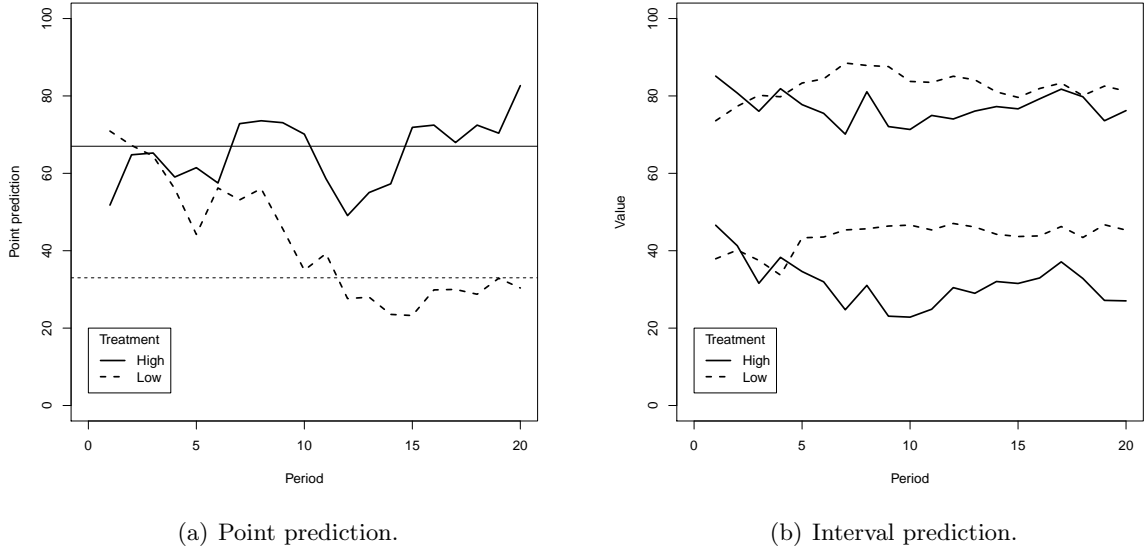 100
80
60
40
20
0
Point prediction
Treatment
High
Low
0 5 10 15 20
Period
(a) Point prediction.
100
80
60
40
20
0
Value
Treatment
High
Low
0 5 10 15 20
Period
(b) Interval prediction.